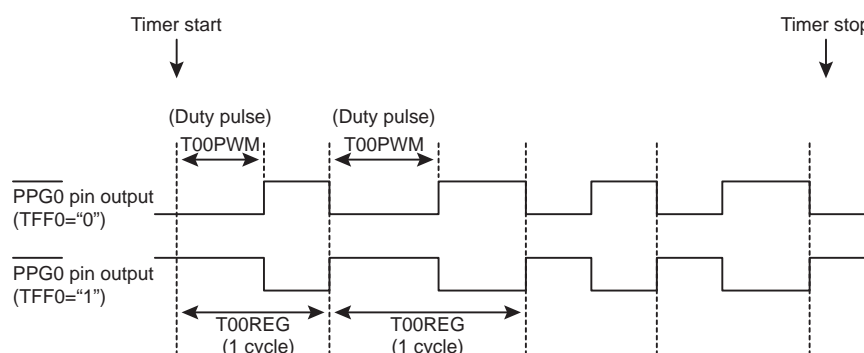 Timer start
Timer stop
(Duty pulse)
(Duty pulse)
T00PWM
T00PWM
PPG0 pin output
(TFF0=“0”)
PPG0 pin output
(TFF0=“1”)
T00REG
(1 cycle)
T00REG
(1 cycle)